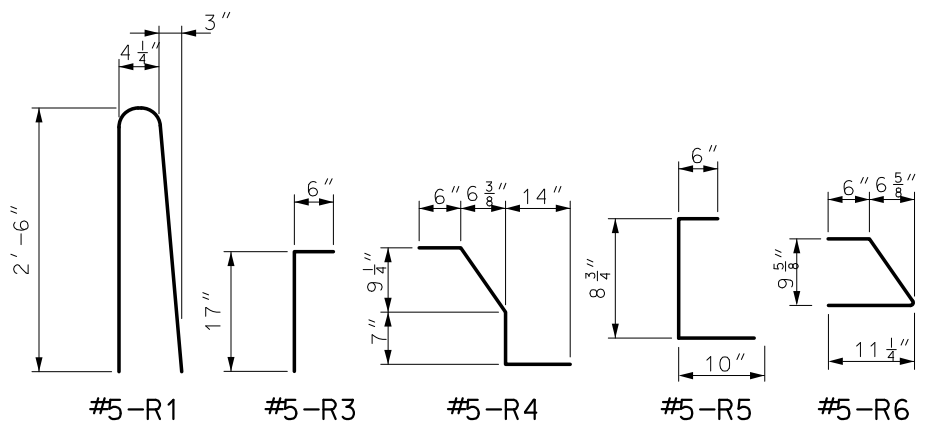 3"
4 1/4"
2'-6"
#5-R1
6"
17"
#5-R3
6" 6 3/8" 14"
9 1/4"
7"
#5-R4
6"
8 3/4"
10"
#5-R5
6" 6 5/8"
9 5/8"
11 1/4"
#5-R6